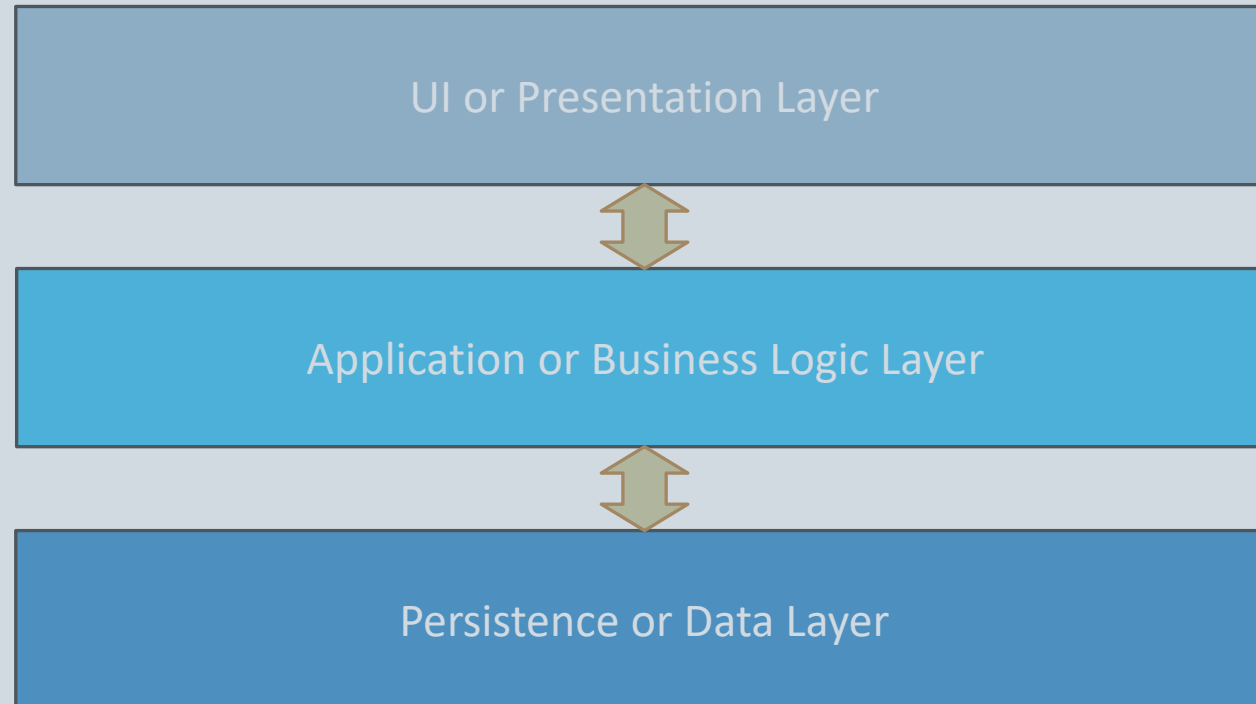 UI or Presentation Layer
Application or Business Logic Layer
Persistence or Data Layer